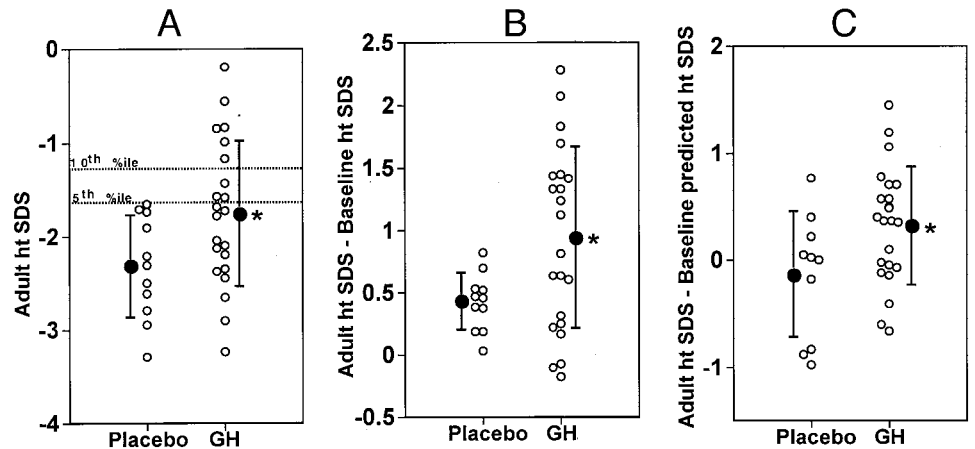 A
Adult ht SDS
0
-1
-2
-3
-4
10th %ile
5th %ile
*
Placebo GH
B
Adult ht SDS - Baseline ht SDS
2.5
2
1.5
1
0.5
0
-0.5
*
Placebo GH
C
Adult ht SDS - Baseline predicted ht SDS
2
1
0
-1
*
Placebo GH